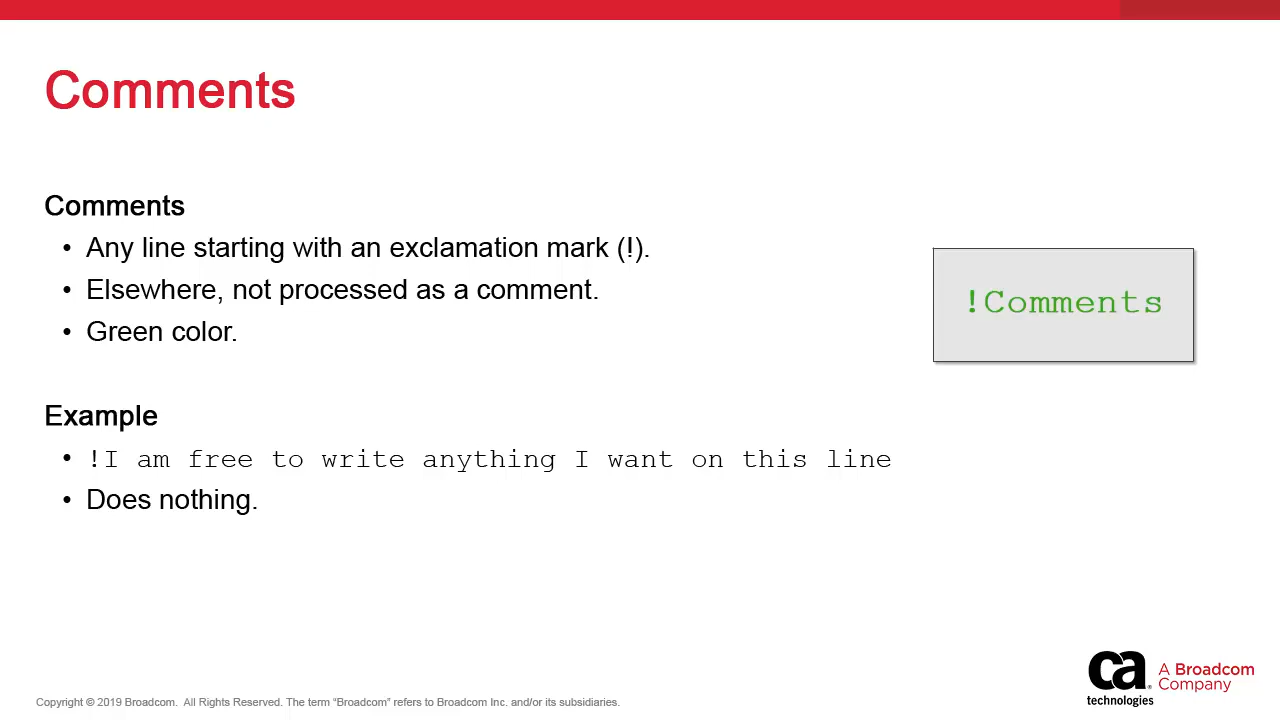 Comments
Comments
• Any line starting with an exclamation mark (!).
• Elsewhere, not processed as a comment.
• Green color.
!Comments
Example
• !I am free to write anything I want on this line
• Does nothing.
Copyright © 2019 Broadcom. All Rights Reserved. The term “Broadcom” refers to Broadcom Inc. and/or its subsidiaries.
ca
technologies
A Broadcom
Company